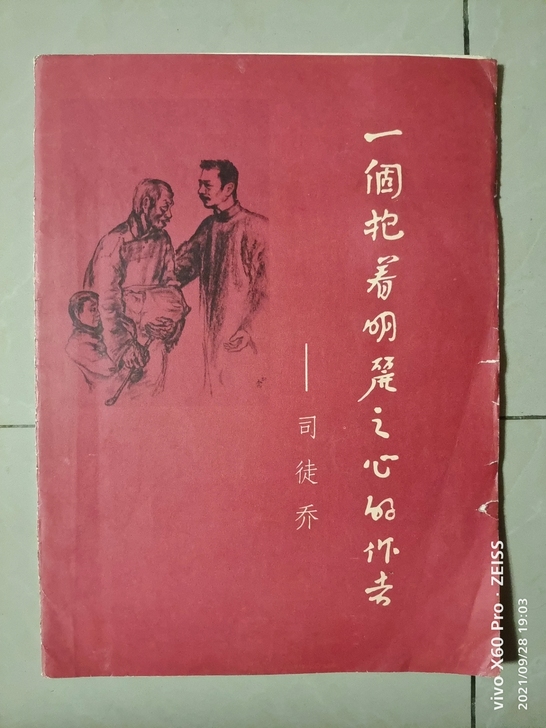 一個抱着明麗之心的作者
——司徒乔
vivo X60 Pro · ZEISS
2021/09/28 19:03